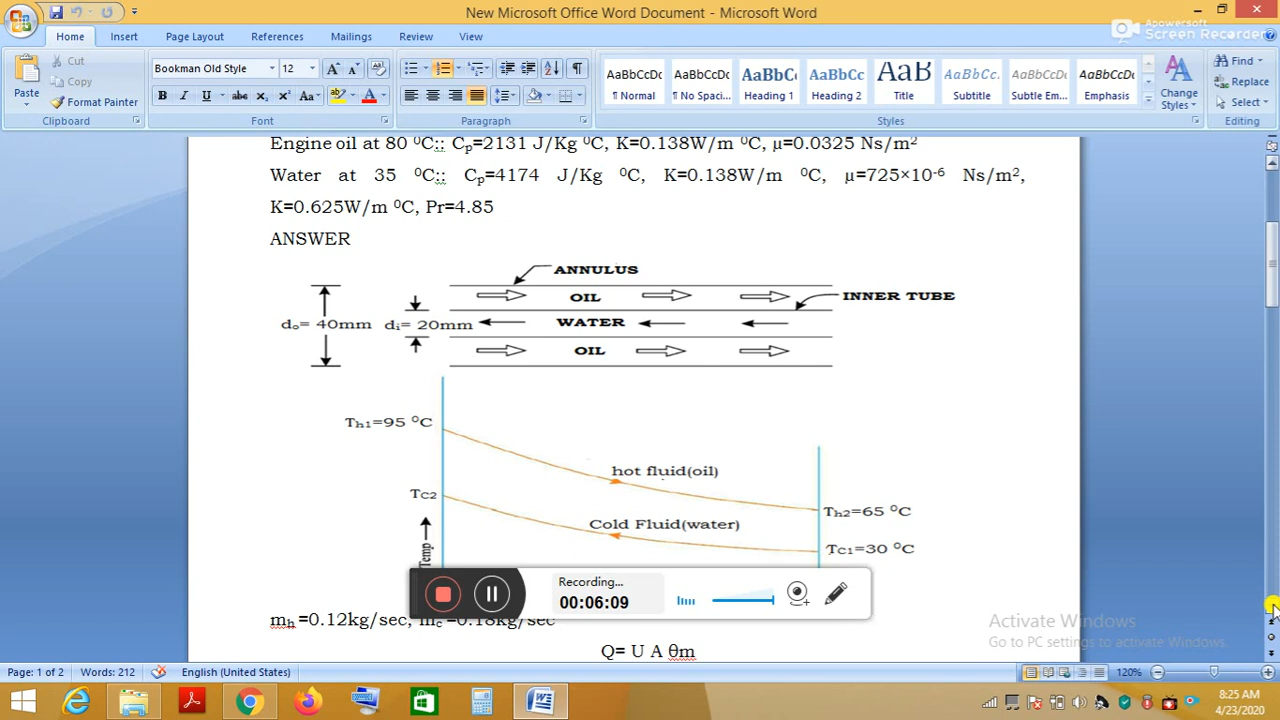 New Microsoft Office Word Document - Microsoft Word
Apowersoft
Screen Recorder
Home Insert Page Layout References Mailings Review View
Paste
Cut
Copy
Format Painter
Clipboard
Bookman Old Style 12
Font
Paragraph
AaBbCcDc AaBbCcDc AaBbCc AaBbCc AaB AaBbCc. AaBbCcDc AaBbCcDc
¶ Normal ¶ No Spaci... Heading 1 Heading 2 Title Subtitle Subtle Em... Emphasis
Change Styles
Styles
Find
Replace
Select
Editing
Engine oil at 80 ⁰C:: Cp=2131 J/Kg ⁰C, K=0.138W/m ⁰C, µ=0.0325 Ns/m²
Water at 35 ⁰C:: Cp=4174 J/Kg ⁰C, K=0.138W/m ⁰C, µ=725×10⁻⁶ Ns/m²,
K=0.625W/m ⁰C, Pr=4.85
ANSWER
ANNULUS
OIL
INNER TUBE
do= 40mm di= 20mm WATER
OIL
Th1=95 ⁰C
hot fluid(oil)
TC2
Th2=65 ⁰C
Cold Fluid(water)
TC1=30 ⁰C
Temp
Recording...
00:06:09
mh =0.12kg/sec, mc =0.18kg/sec
Q= U A θm
Activate Windows
Go to PC settings to activate Windows.
Page: 1 of 2 Words: 212 English (United States) 120%
8:25 AM
4/23/2020